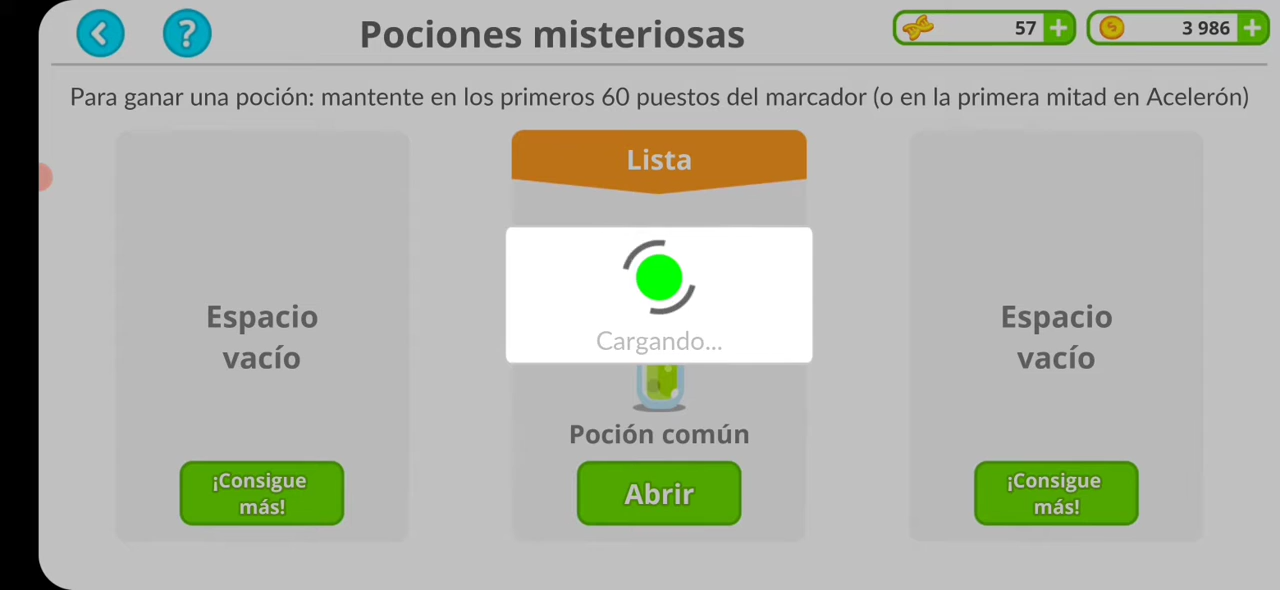 ?
Pociones misteriosas
57 +
3 986 +
Para ganar una poción: mantente en los primeros 60 puestos del marcador (o en la primera mitad en Acelerón)
Lista
Espacio
vacío
Cargando...
Espacio
vacío
Poción común
¡Consigue
más!
Abrir
¡Consigue
más!